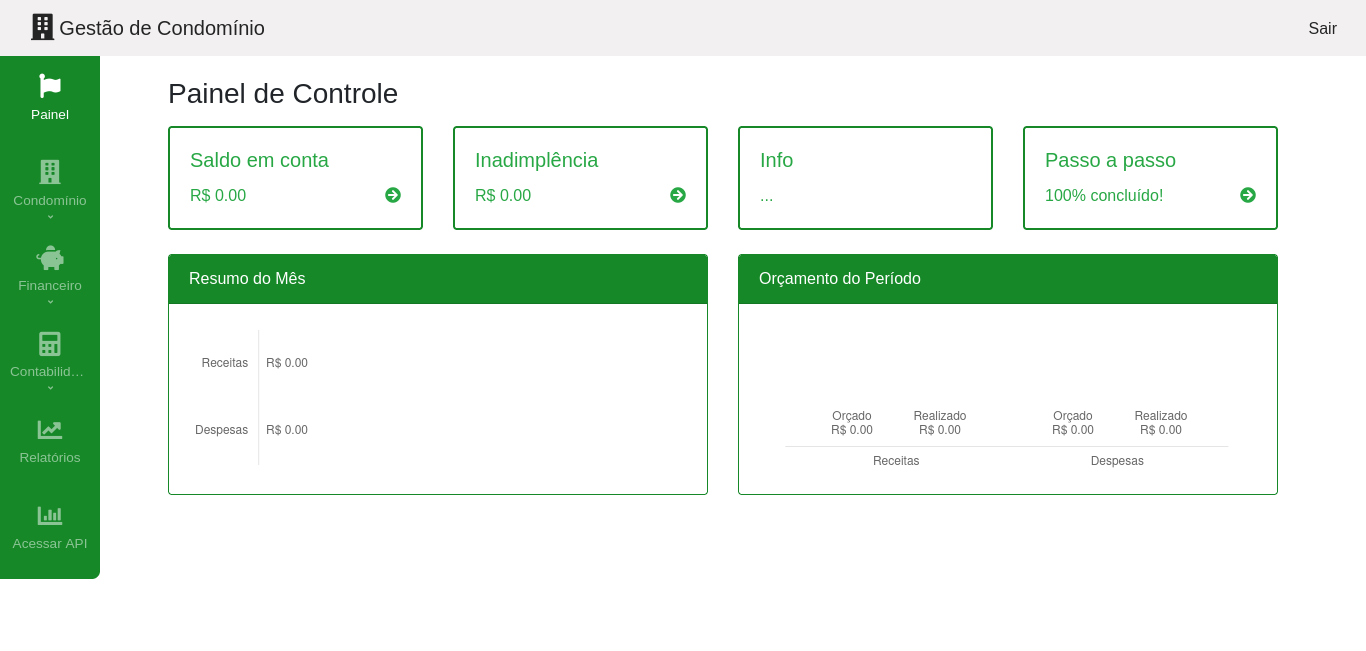 Gestão de Condomínio
Sair
Painel
Condomínio
Financeiro
Contabilid…
Relatórios
Acessar API
Painel de Controle
Saldo em conta
R$ 0.00
Inadimplência
R$ 0.00
Info
...
Passo a passo
100% concluído!
Resumo do Mês
Receitas R$ 0.00
Despesas R$ 0.00
Orçamento do Período
Orçado Realizado Orçado Realizado
R$ 0.00 R$ 0.00 R$ 0.00 R$ 0.00
Receitas Despesas